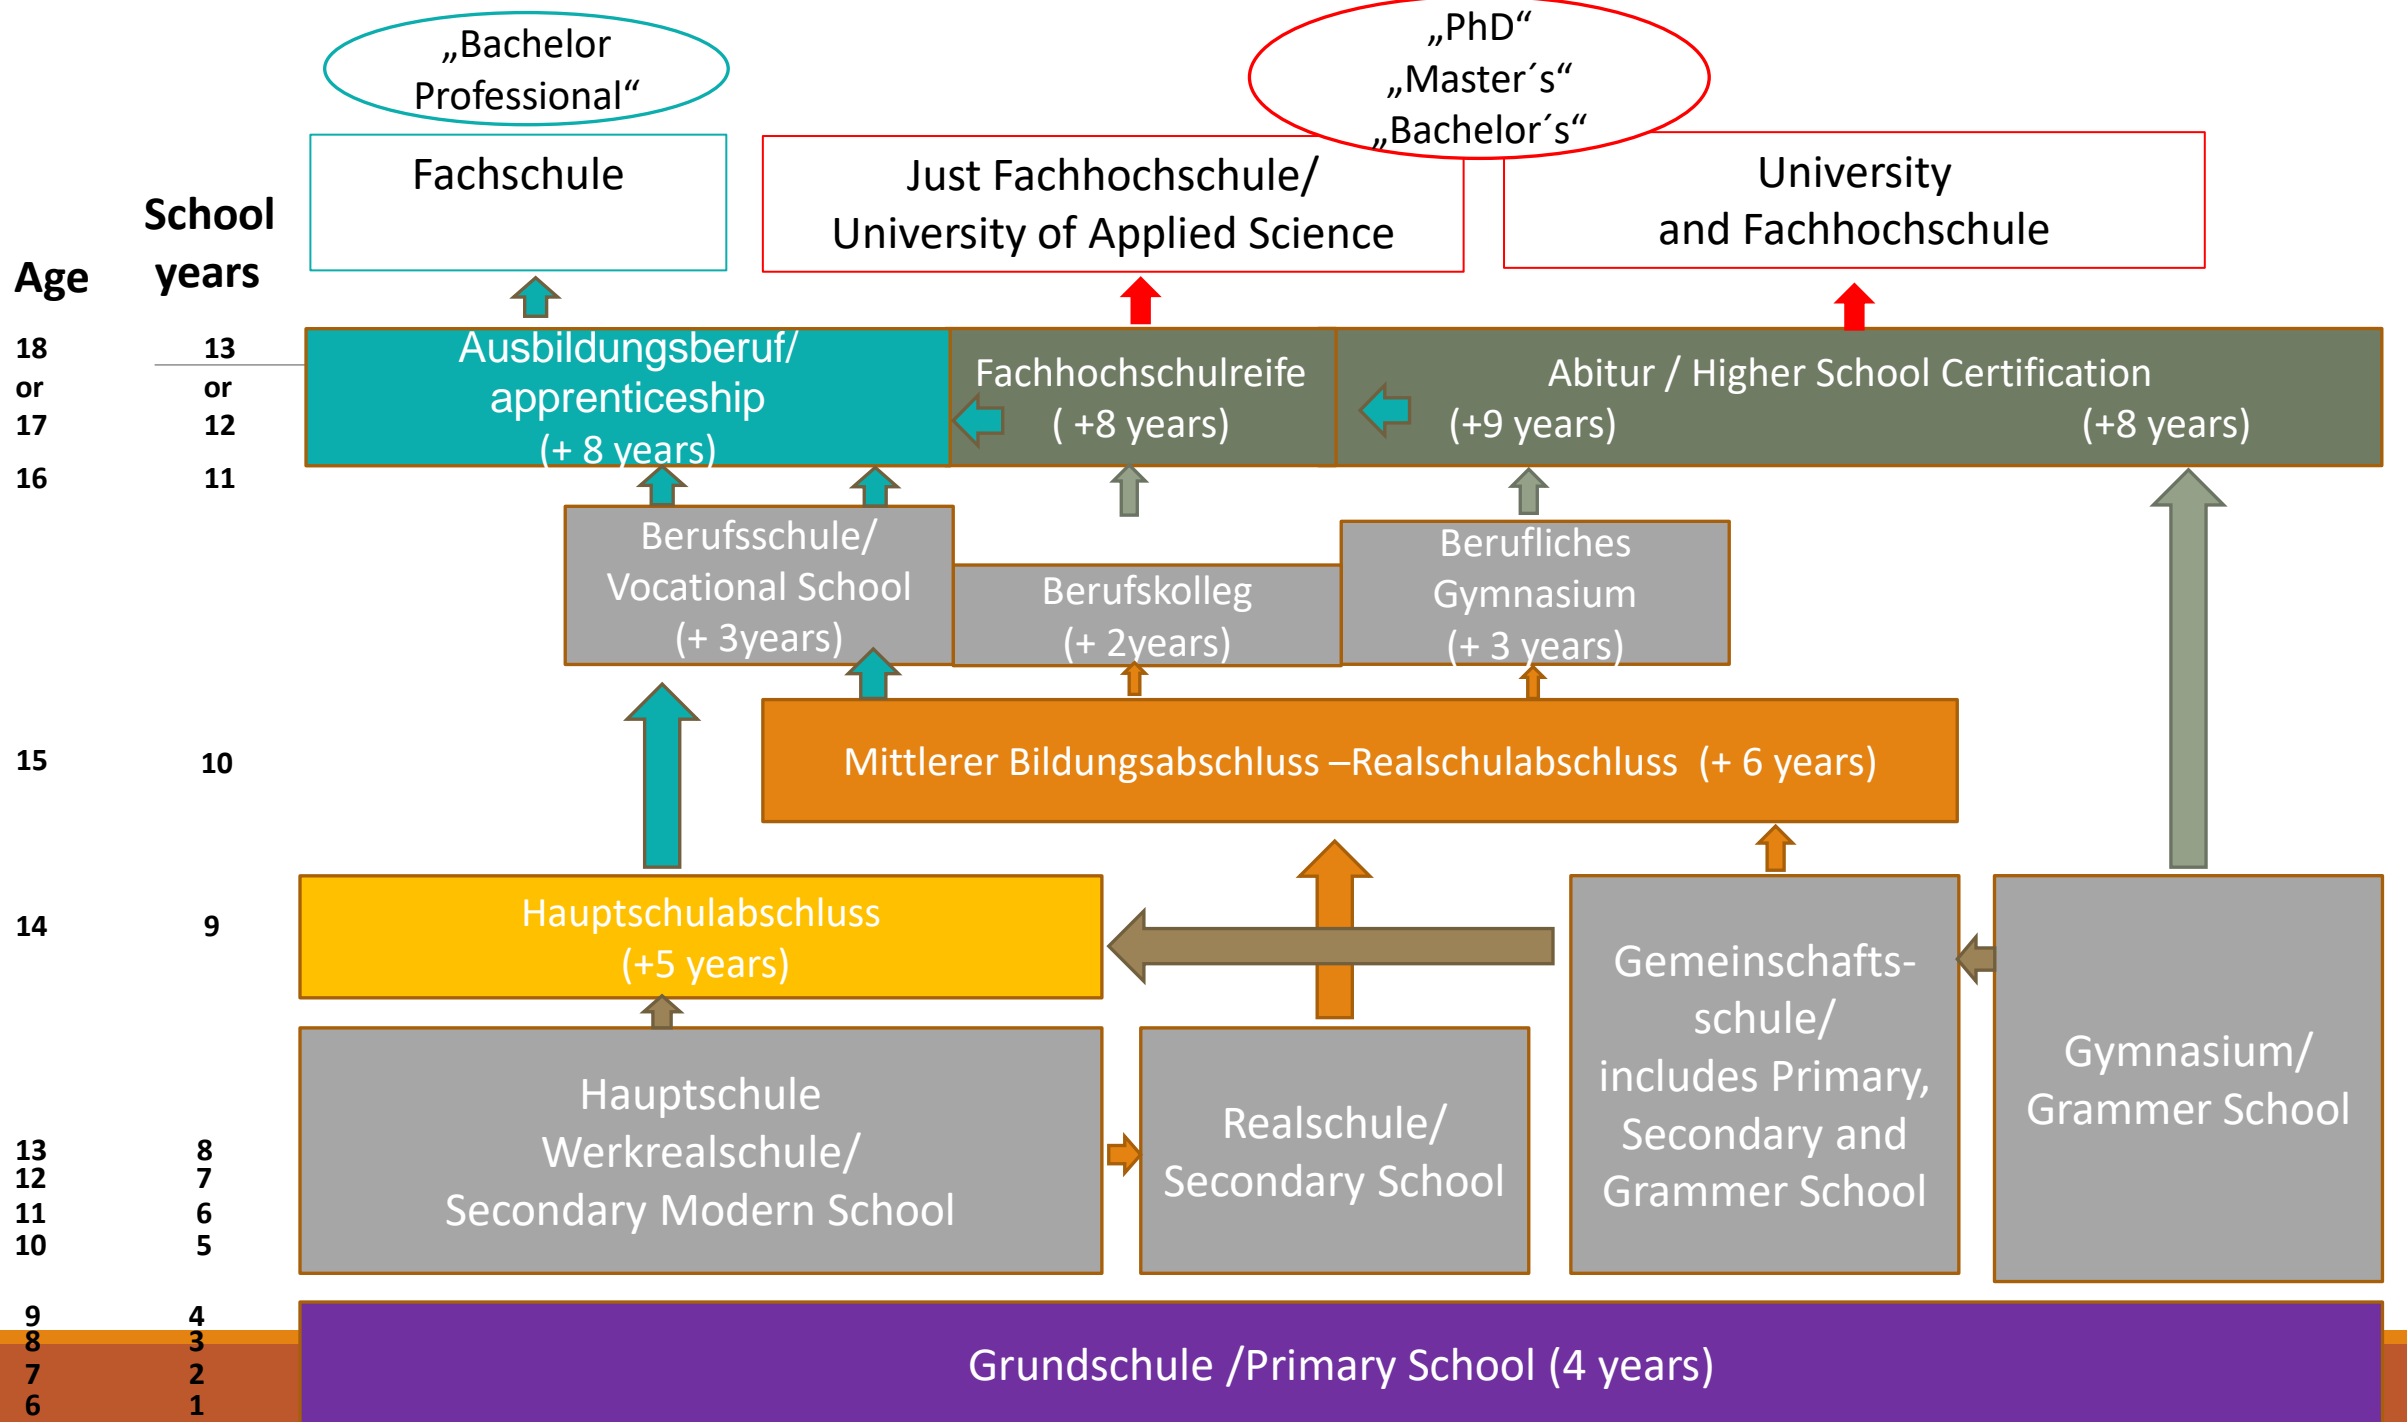 „Bachelor
Professional“
„PhD“
„Master´s“
„Bachelor´s“
Fachschule
Just Fachhochschule/
University of Applied Science
University
and Fachhochschule
School
years
Age
18
or
17
16
13
or
12
11
Ausbildungsberuf/
apprenticeship
(+ 8 years)
Fachhochschulreife
( +8 years)
Abitur / Higher School Certification
(+9 years) (+8 years)
Berufsschule/
Vocational School
(+ 3years)
Berufskolleg
(+ 2years)
Berufliches
Gymnasium
(+ 3 years)
15 10
Mittlerer Bildungsabschluss –Realschulabschluss (+ 6 years)
14 9
Hauptschulabschluss
(+5 years)
Hauptschule
Werkrealschule/
Secondary Modern School
Realschule/
Secondary School
Gemeinschafts-
schule/
includes Primary,
Secondary and
Grammer School
Gymnasium/
Grammer School
13 8
12 7
11 6
10 5
9 4
8 3
7 2
6 1
Grundschule /Primary School (4 years)